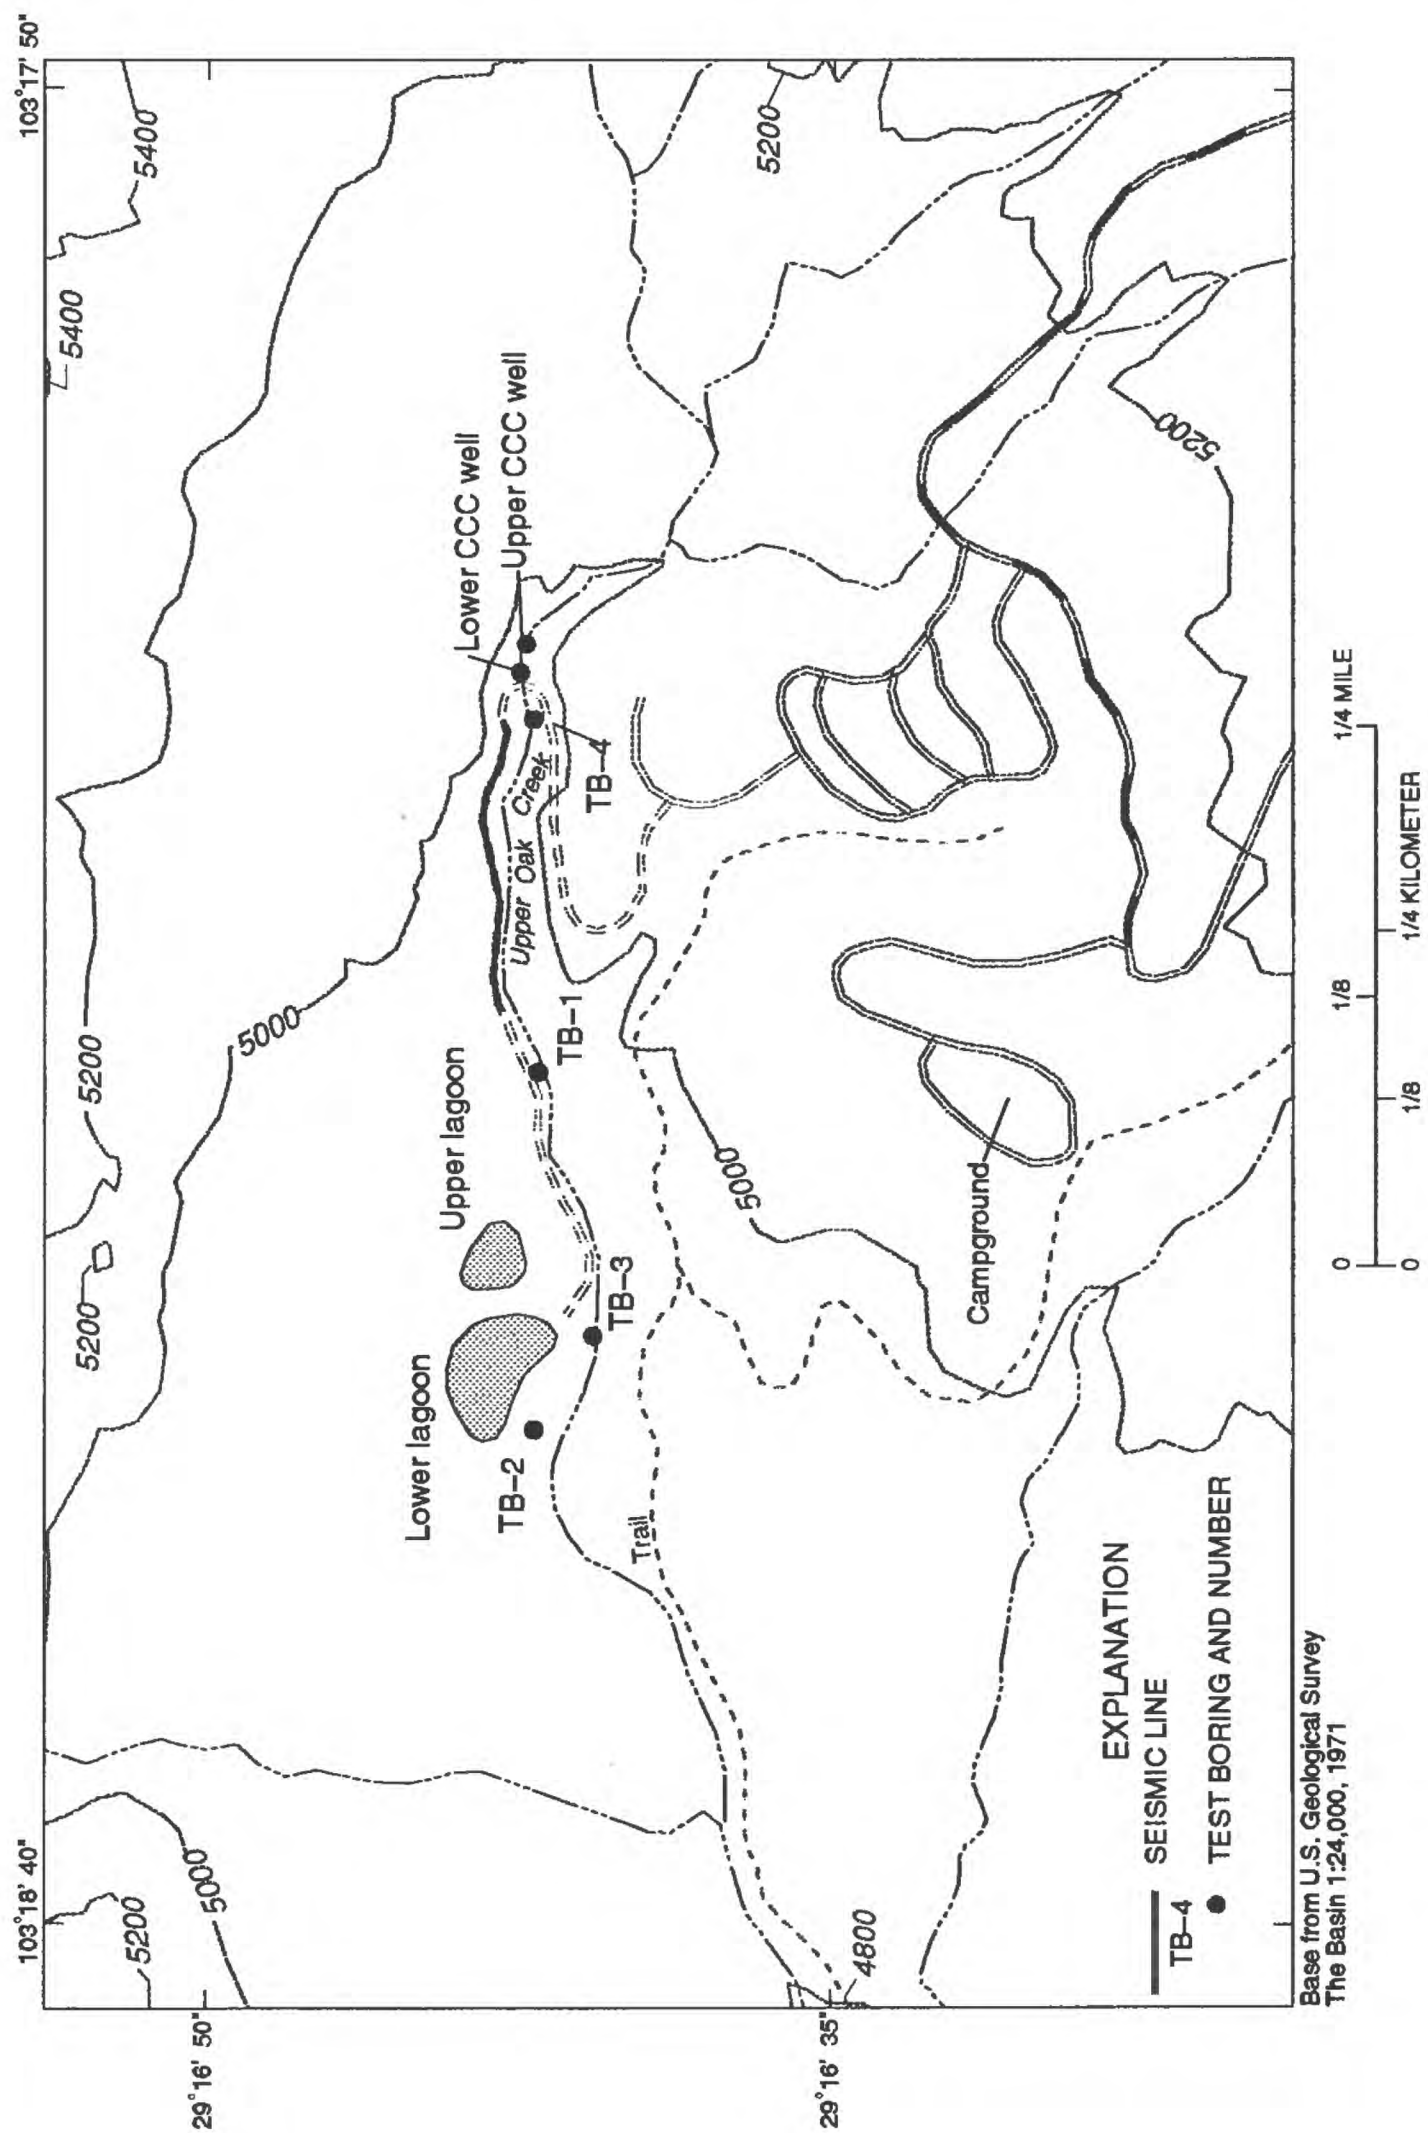 103°18' 40"
103°17' 50"
29°16' 50"
29°16' 35"
5200
5000
5200
5200
5000
5400
5400
Lower lagoon
Upper lagoon
Lower CCC well
Upper CCC well
TB–2
TB–3
TB–1
Upper Oak Creek
TB–4
Trail
5000
5200
4800
Campground
5200
EXPLANATION
SEISMIC LINE
TB–4
TEST BORING AND NUMBER
Base from U.S. Geological Survey
The Basin 1:24,000, 1971
0 1/8 1/4 MILE
0 1/8 1/4 KILOMETER